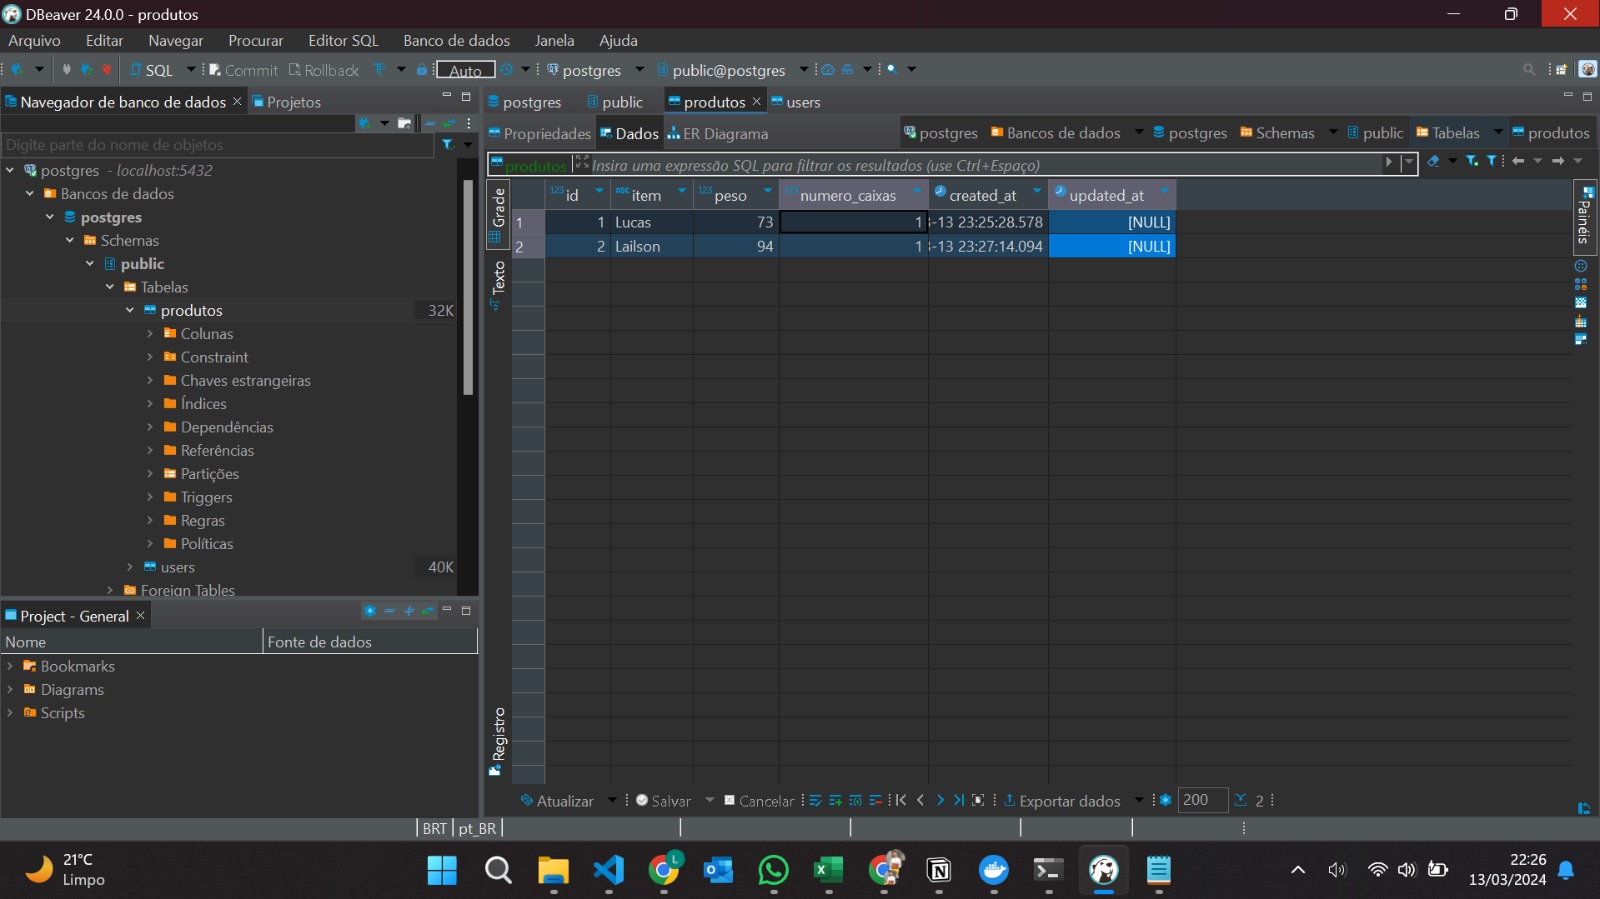 DBeaver 24.0.0 - produtos
Arquivo Editar Navegar Procurar Editor SQL Banco de dados Janela Ajuda
SQL Commit Rollback Auto postgres public@postgres
Navegador de banco de dados Projetos
postgres public produtos users
Digite parte do nome de objetos
Propriedades Dados ER Diagrama postgres Bancos de dados postgres Schemas public Tabelas produtos
produtos Insira uma expressão SQL para filtrar os resultados (use Ctrl+Espaço)
postgres - localhost:5432
Bancos de dados
postgres
Schemas
public
Tabelas
produtos 32K
Colunas
Constraint
Chaves estrangeiras
Índices
Dependências
Referências
Partições
Triggers
Regras
Políticas
users 40K
Foreign Tables
Grade
Texto
Registro
123 id ABC item 123 peso 123 numero_caixas created_at updated_at
1 1 Lucas 73 1 -13 23:25:28.578 [NULL]
2 2 Lailson 94 1 -13 23:27:14.094 [NULL]
Painéis
Project - General
Nome Fonte de dados
Bookmarks
Diagrams
Scripts
Atualizar Salvar Cancelar Exportar dados 200 2
BRT pt_BR
21°C
Limpo
L
22:26
13/03/2024